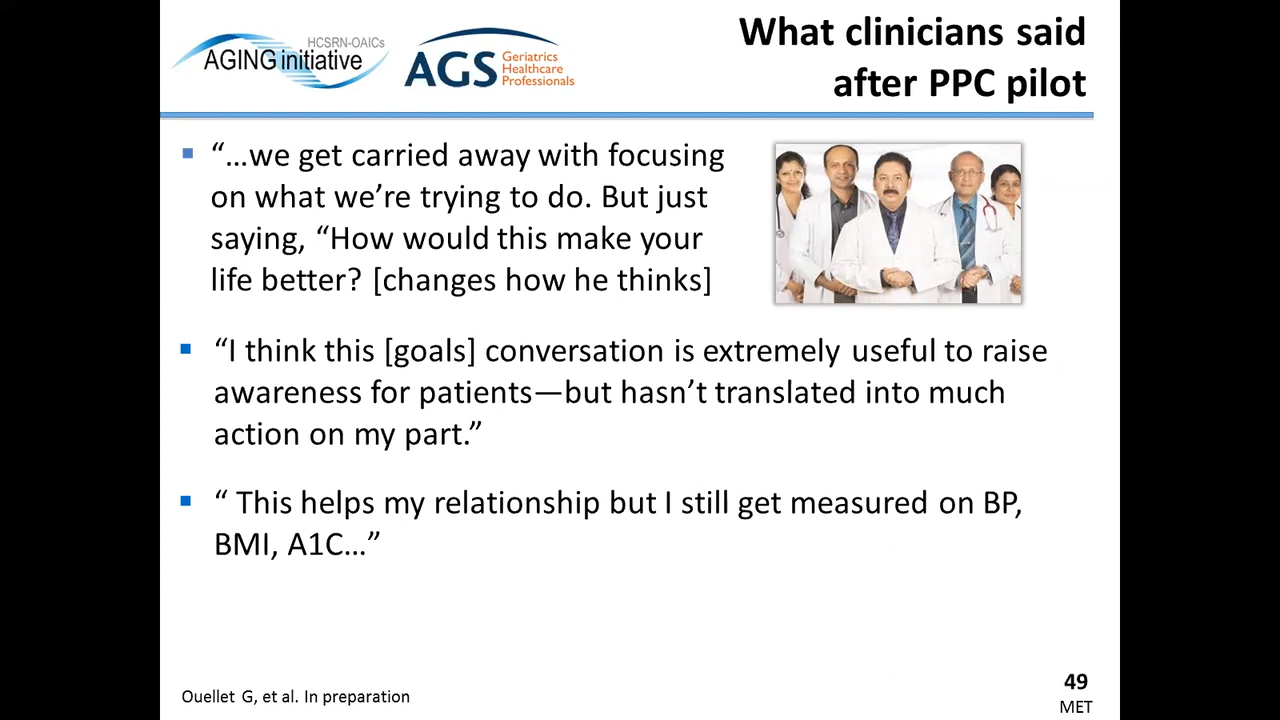 HCSRN-OAICs
AGING initiative
AGS Geriatrics
Healthcare
Professionals
What clinicians said
after PPC pilot
▪ “…we get carried away with focusing
on what we’re trying to do. But just
saying, “How would this make your
life better? [changes how he thinks]
▪ “I think this [goals] conversation is extremely useful to raise
awareness for patients—but hasn’t translated into much
action on my part.”
▪ “ This helps my relationship but I still get measured on BP,
BMI, A1C…”
Ouellet G, et al. In preparation
49
MET